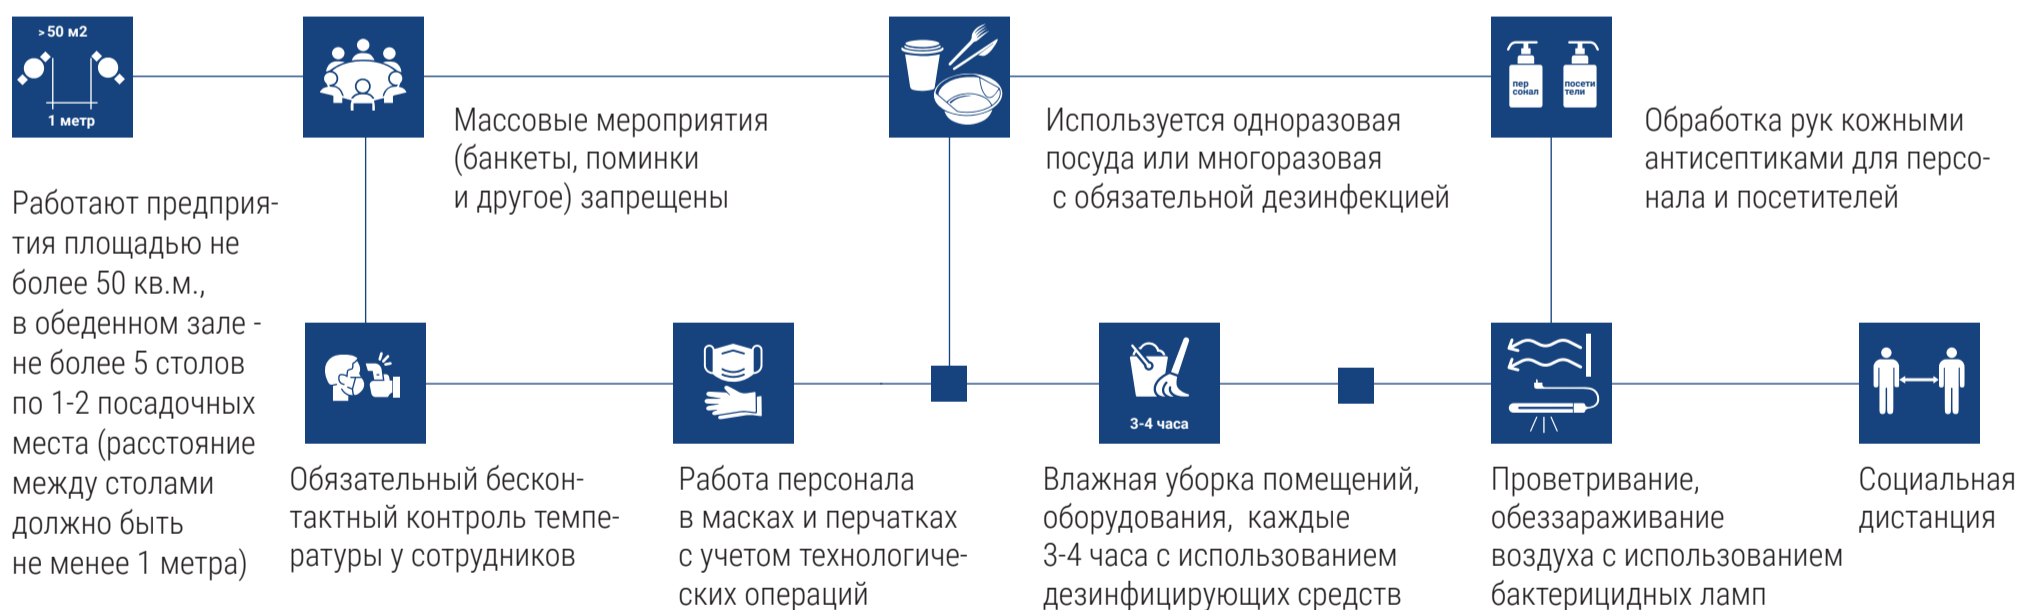 > 50 м2
1 метр
Работают предприя-
тия площадью не
более 50 кв.м.,
в обеденном зале -
не более 5 столов
по 1-2 посадочных
места (расстояние
между столами
должно быть
не менее 1 метра)
Массовые мероприятия
(банкеты, поминки
и другое) запрещены
Используется одноразовая
посуда или многоразовая
с обязательной дезинфекцией
пер
сонал
посети
тели
Обработка рук кожными
антисептиками для персо-
нала и посетителей
Обязательный бескон-
тактный контроль темпе-
ратуры у сотрудников
Работа персонала
в масках и перчатках
с учетом технологиче-
ских операций
3-4 часа
Влажная уборка помещений,
оборудования, каждые
3-4 часа с использованием
дезинфицирующих средств
Проветривание,
обеззараживание
воздуха с использованием
бактерицидных ламп
Социальная
дистанция